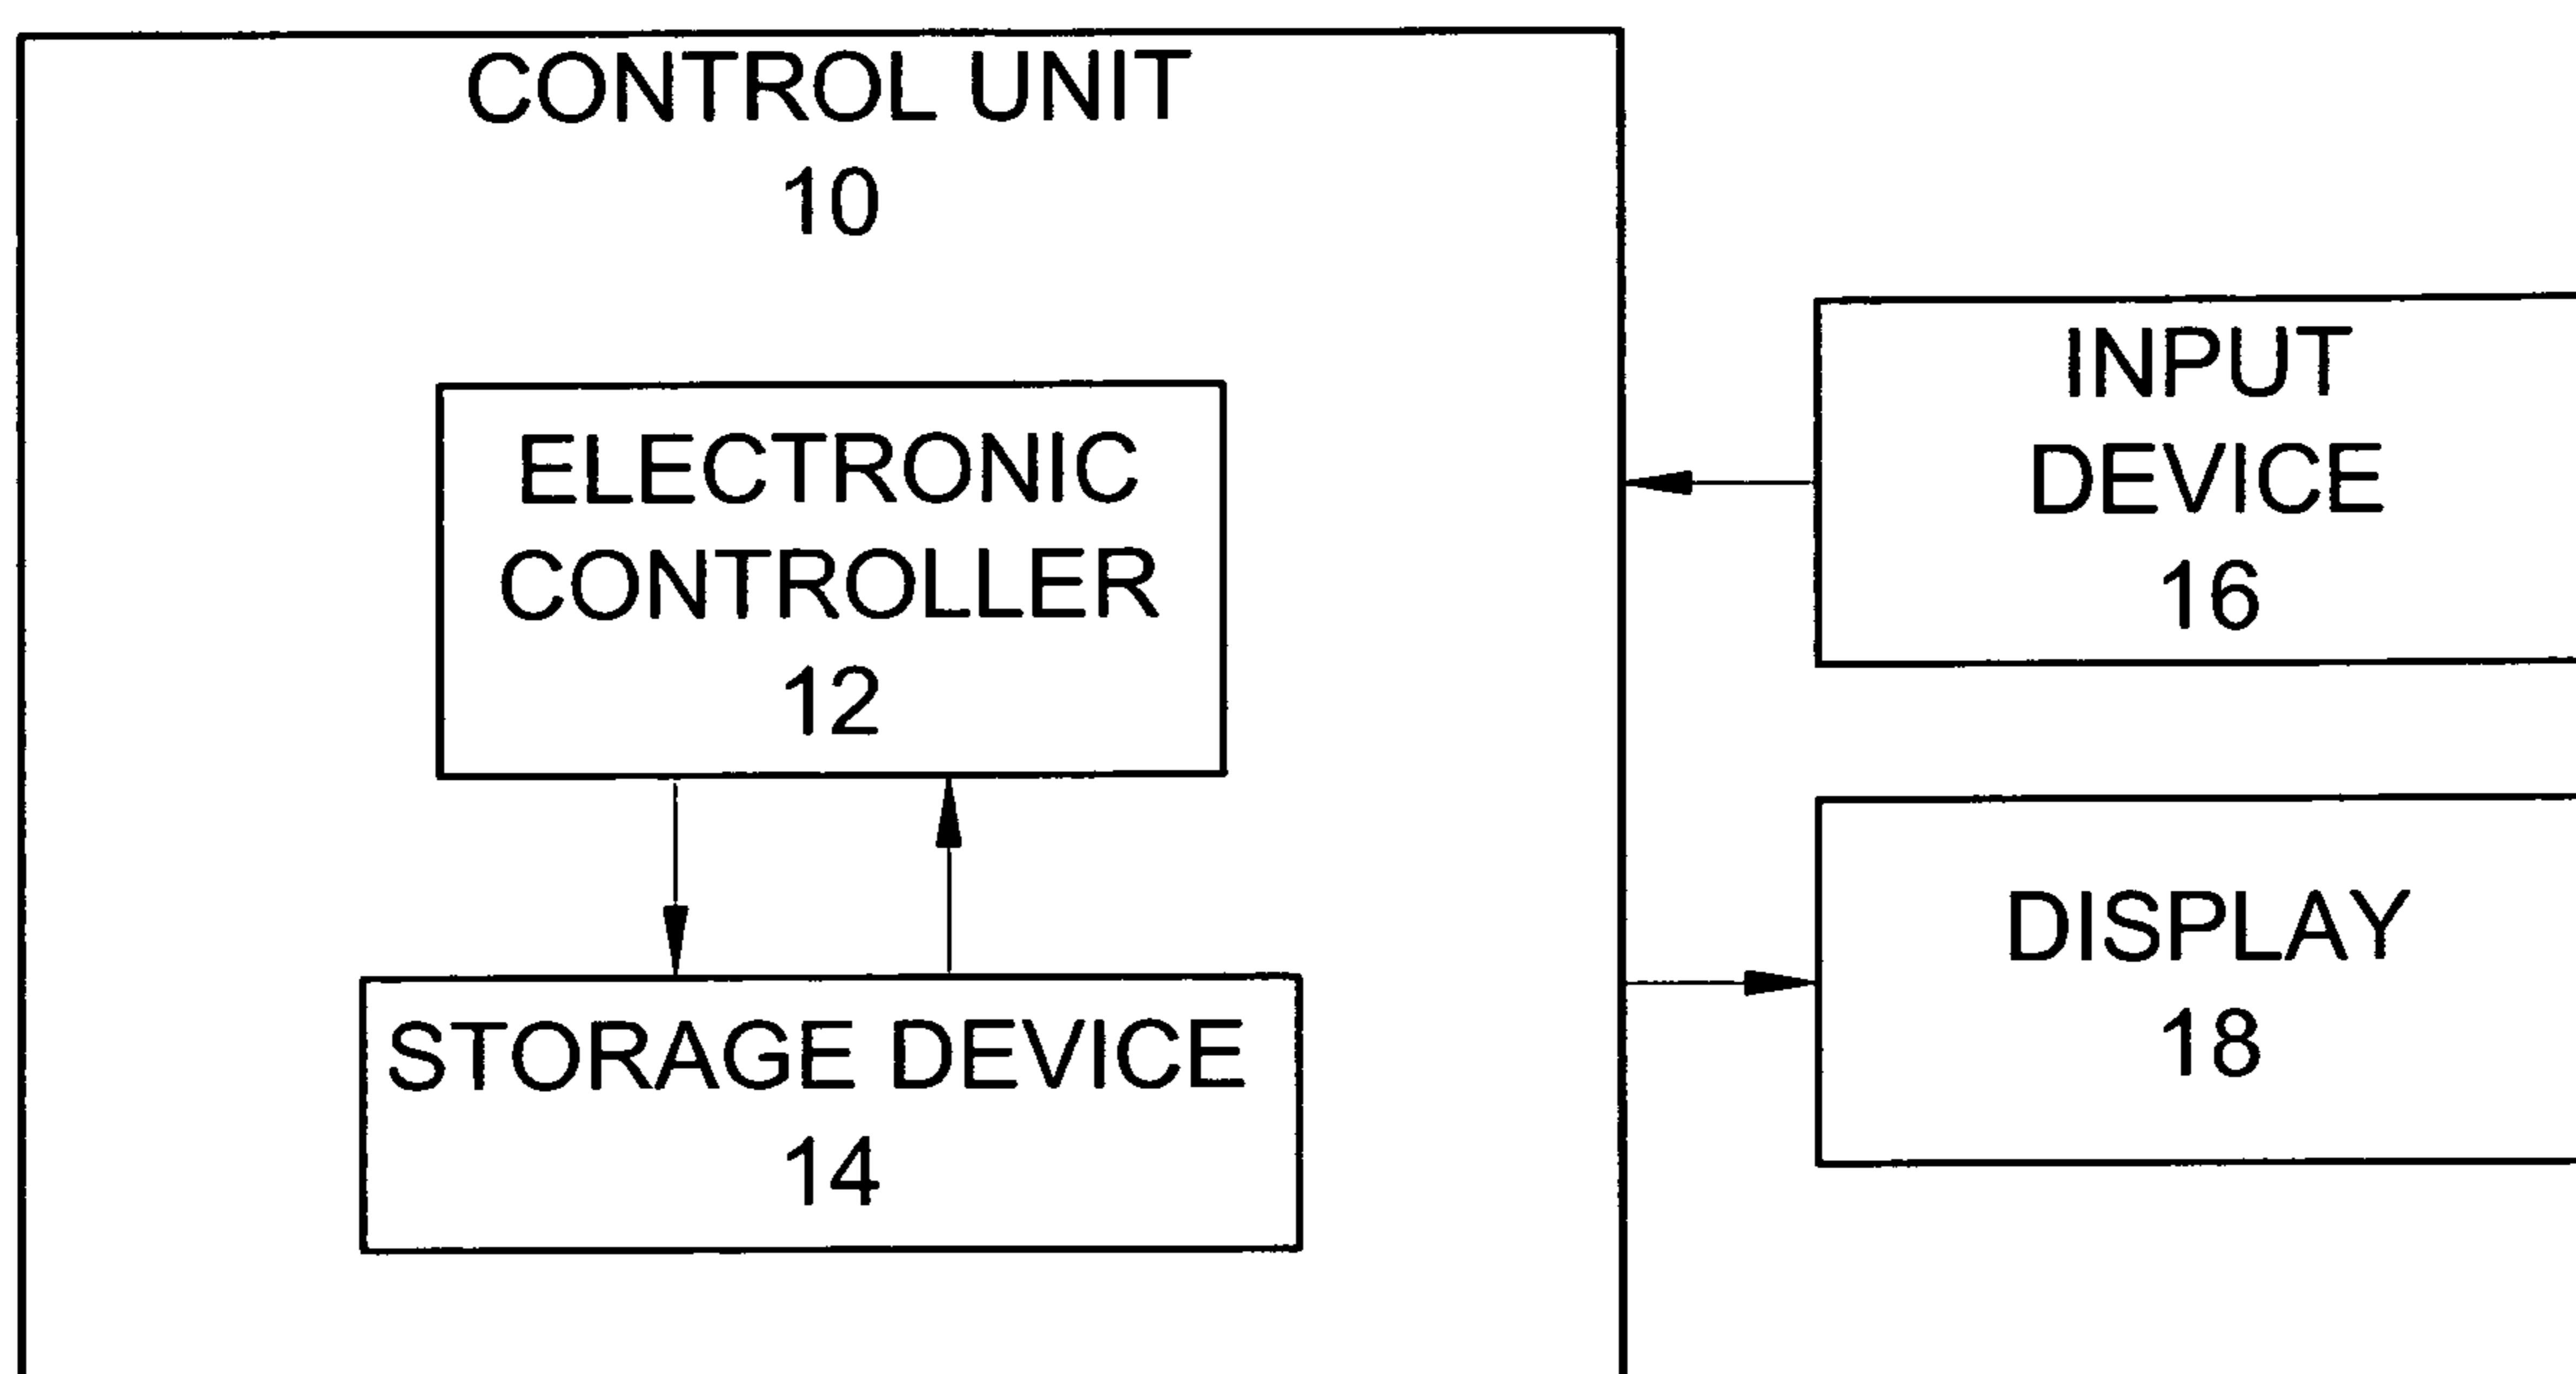 CONTROL UNIT
10
ELECTRONIC
CONTROLLER
12
STORAGE DEVICE
14
INPUT
DEVICE
16
DISPLAY
18